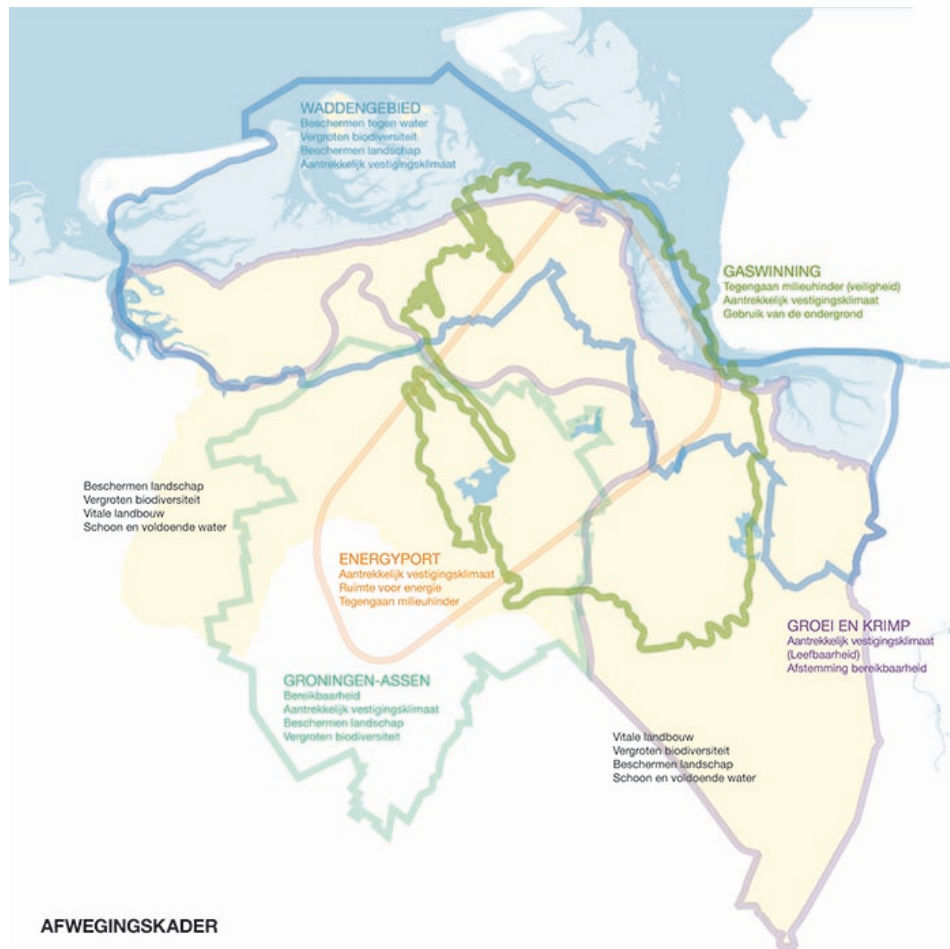 WADDENGEBIED
Beschermen tegen water
Vergroten biodiversiteit
Beschermen landschap
Aantrekkelijk vestigingsklimaat
GASWINNING
Tegengaan milieuhinder (veiligheid)
Aantrekkelijk vestigingsklimaat
Gebruik van de ondergrond
Beschermen landschap
Vergroten biodiversiteit
Vitale landbouw
Schoon en voldoende water
ENERGYPORT
Aantrekkelijk vestigingsklimaat
Ruimte voor energie
Tegengaan milieuhinder
GROEI EN KRIMP
Aantrekkelijk vestigingsklimaat
(Leefbaarheid)
Afstemming bereikbaarheid
GRONINGEN-ASSEN
Bereikbaarheid
Aantrekkelijk vestigingsklimaat
Beschermen landschap
Vergroten biodiversiteit
Vitale landbouw
Vergroten biodiversiteit
Beschermen landschap
Schoon en voldoende water
AFWEGINGSKADER